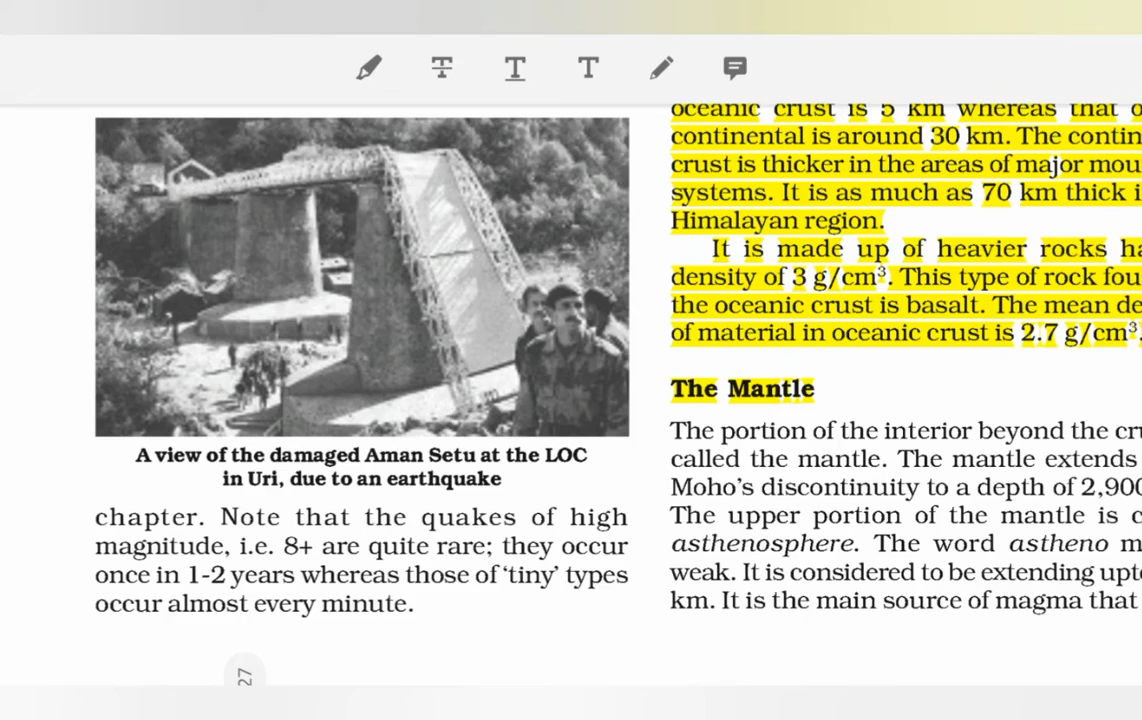 A view of the damaged Aman Setu at the LOC
in Uri, due to an earthquake
chapter. Note that the quakes of high
magnitude, i.e. 8+ are quite rare; they occur
once in 1-2 years whereas those of ‘tiny’ types
occur almost every minute.
27
oceanic crust is 5 km whereas that
continental is around 30 km. The
crust is thicker in the areas of major
systems. It is as much as 70 km thick
Himalayan region.
It is made up of heavier rocks
density of 3 g/cm³. This type of rock
the oceanic crust is basalt. The mean
of material in oceanic crust is 2.7 g/cm³.
The Mantle
The portion of the interior beyond the
called the mantle. The mantle extends
Moho’s discontinuity to a depth of 2,900
The upper portion of the mantle is
asthenosphere. The word astheno
weak. It is considered to be extending
km. It is the main source of magma that